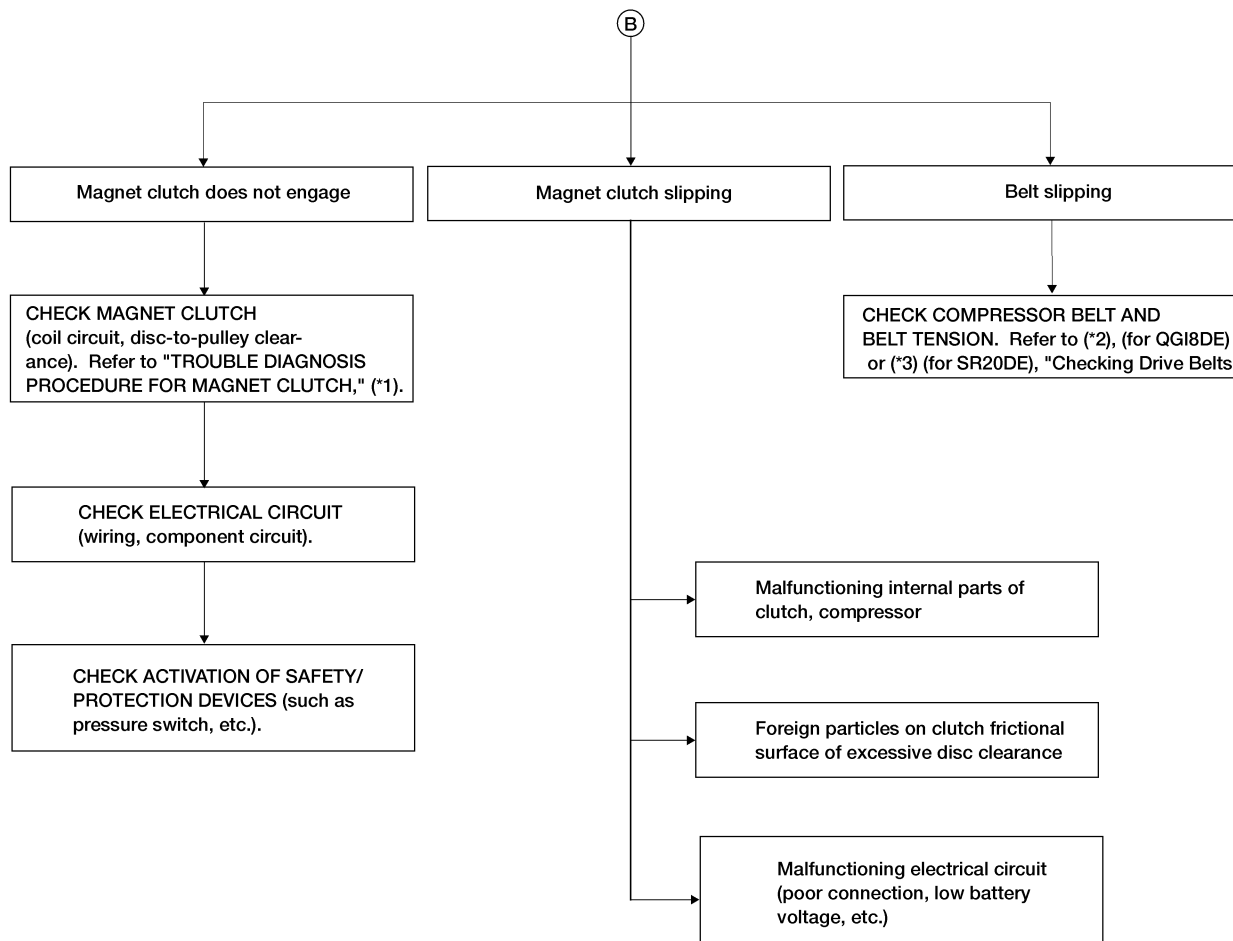 B
Magnet clutch does not engage
Magnet clutch slipping
Belt slipping
CHECK MAGNET CLUTCH
(coil circuit, disc-to-pulley clear-
ance). Refer to "TROUBLE DIAGNOSIS
PROCEDURE FOR MAGNET CLUTCH," (*1).
CHECK COMPRESSOR BELT AND
BELT TENSION. Refer to (*2), (for QGI8DE)
or (*3) (for SR20DE), "Checking Drive Belts
CHECK ELECTRICAL CIRCUIT
(wiring, component circuit).
CHECK ACTIVATION OF SAFETY/
PROTECTION DEVICES (such as
pressure switch, etc.).
Malfunctioning internal parts of
clutch, compressor
Foreign particles on clutch frictional
surface of excessive disc clearance
Malfunctioning electrical circuit
(poor connection, low battery
voltage, etc.)